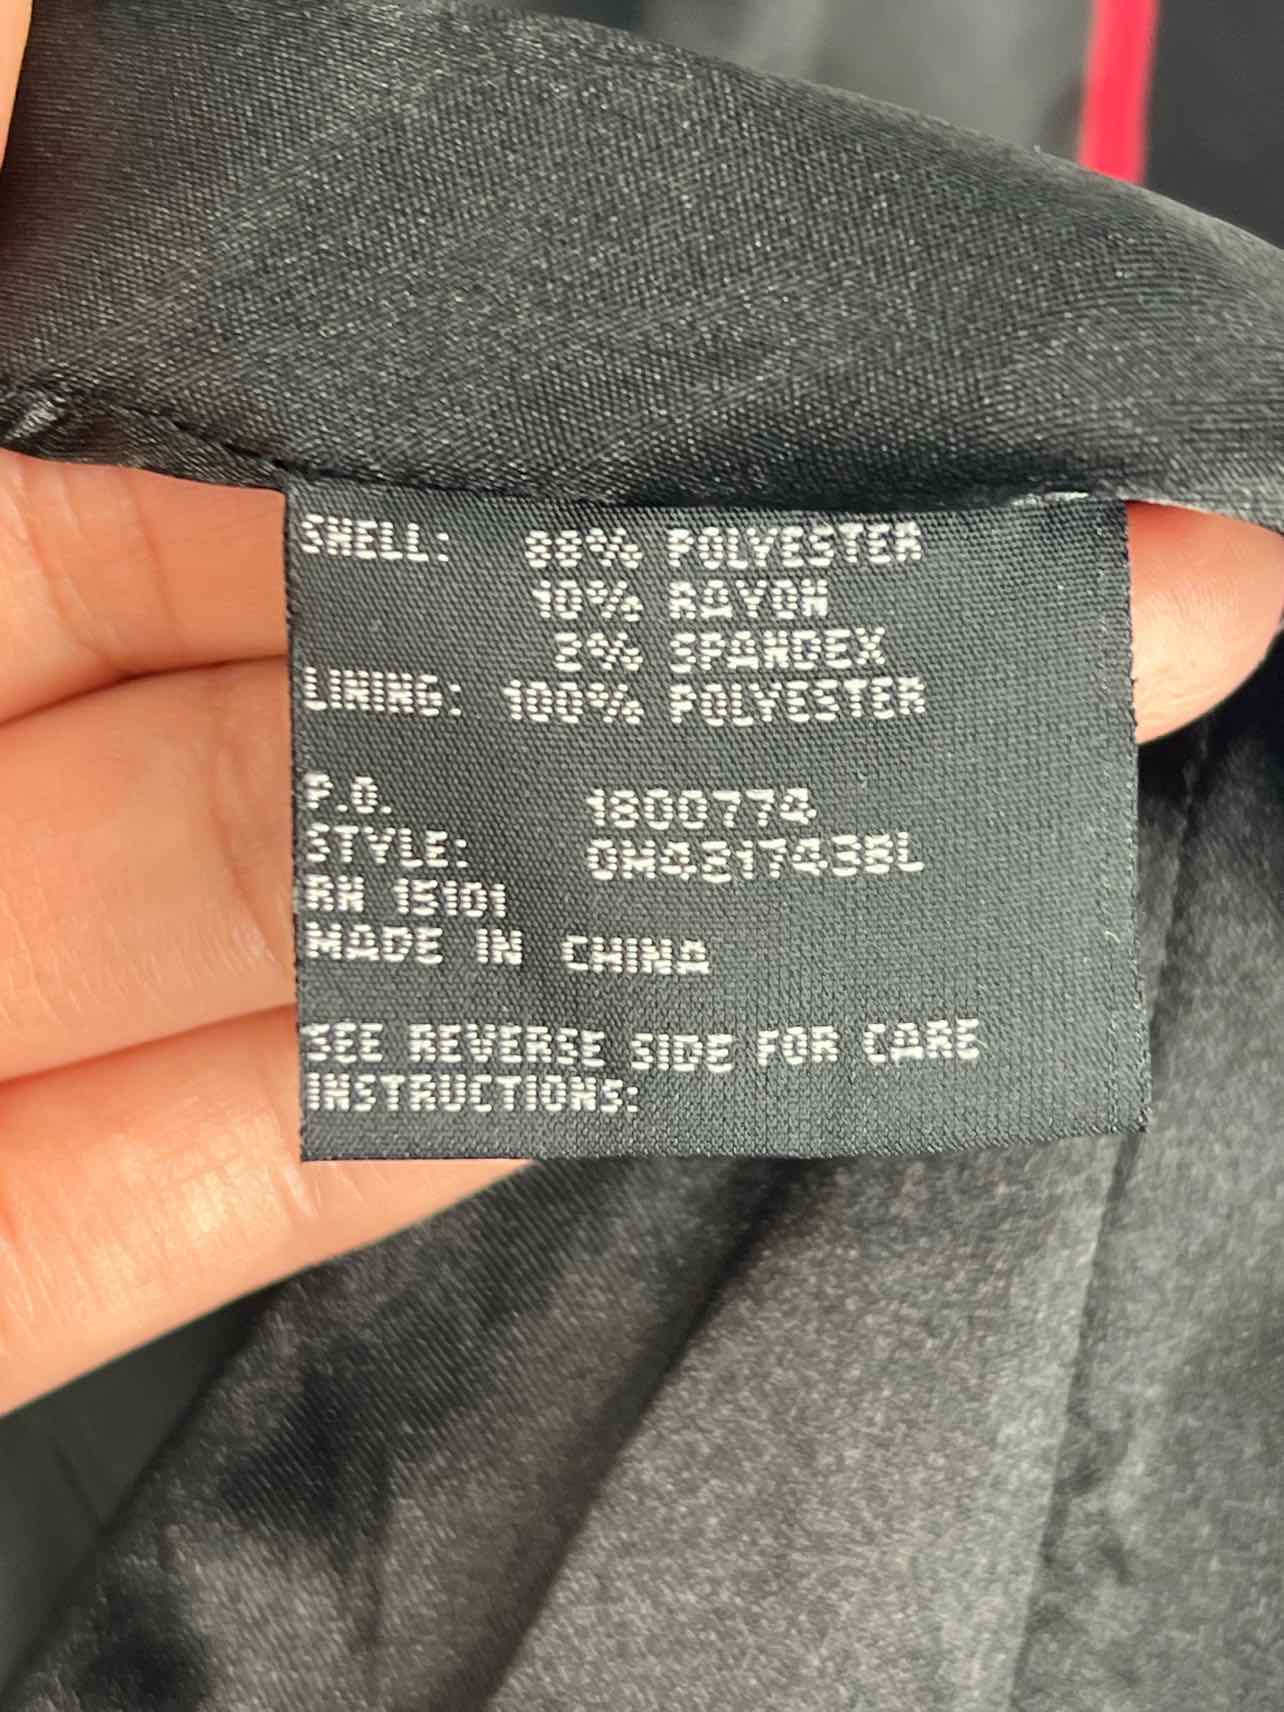 SHELL: 88% POLYESTER
10% RAYON
2% SPANDEX
LINING: 100% POLYESTER
P.O. 1800774
STYLE: 0M421743BL
RN 15101
MADE IN CHINA
SEE REVERSE SIDE FOR CARE
INSTRUCTIONS: